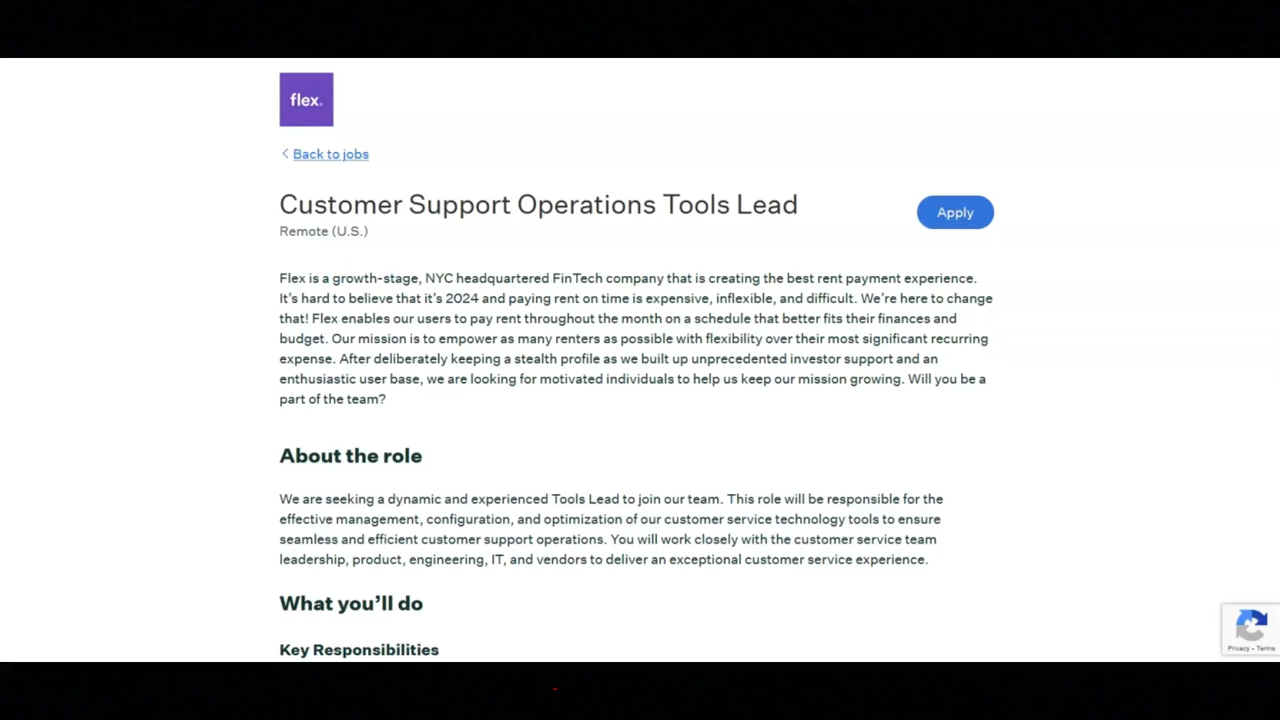 flex.
Back to jobs
Customer Support Operations Tools Lead
Apply
Remote (U.S.)
Flex is a growth-stage, NYC headquartered FinTech company that is creating the best rent payment experience.
It’s hard to believe that it’s 2024 and paying rent on time is expensive, inflexible, and difficult. We’re here to change
that! Flex enables our users to pay rent throughout the month on a schedule that better fits their finances and
budget. Our mission is to empower as many renters as possible with flexibility over their most significant recurring
expense. After deliberately keeping a stealth profile as we built up unprecedented investor support and an
enthusiastic user base, we are looking for motivated individuals to help us keep our mission growing. Will you be a
part of the team?
About the role
We are seeking a dynamic and experienced Tools Lead to join our team. This role will be responsible for the
effective management, configuration, and optimization of our customer service technology tools to ensure
seamless and efficient customer support operations. You will work closely with the customer service team
leadership, product, engineering, IT, and vendors to deliver an exceptional customer service experience.
What you’ll do
Key Responsibilities
Privacy - Terms